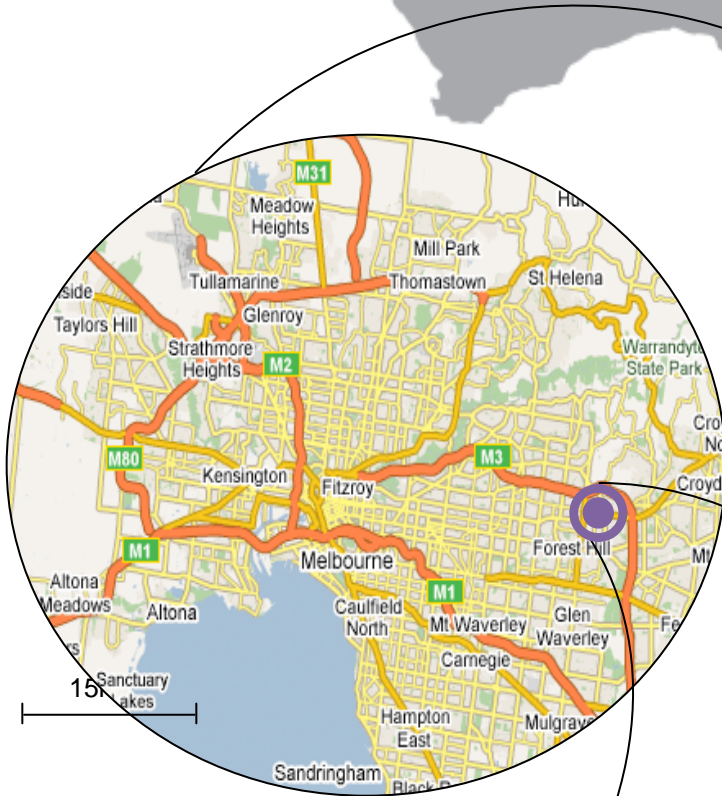 M31
Meadow
Heights
Mill Park
Tullamarine
Thomastown
St Helena
Taylors Hill
Glenroy
Strathmore
Heights
M2
Warrandyte
State Park
M80
Kensington
Fitzroy
M3
M1
Melbourne
Forest Hill
Altona
Meadows
Altona
M1
Caulfield
North
Mt Waverley
Glen
Waverley
Carnegie
Sanctuary
Lakes
Hampton
East
Sandringham